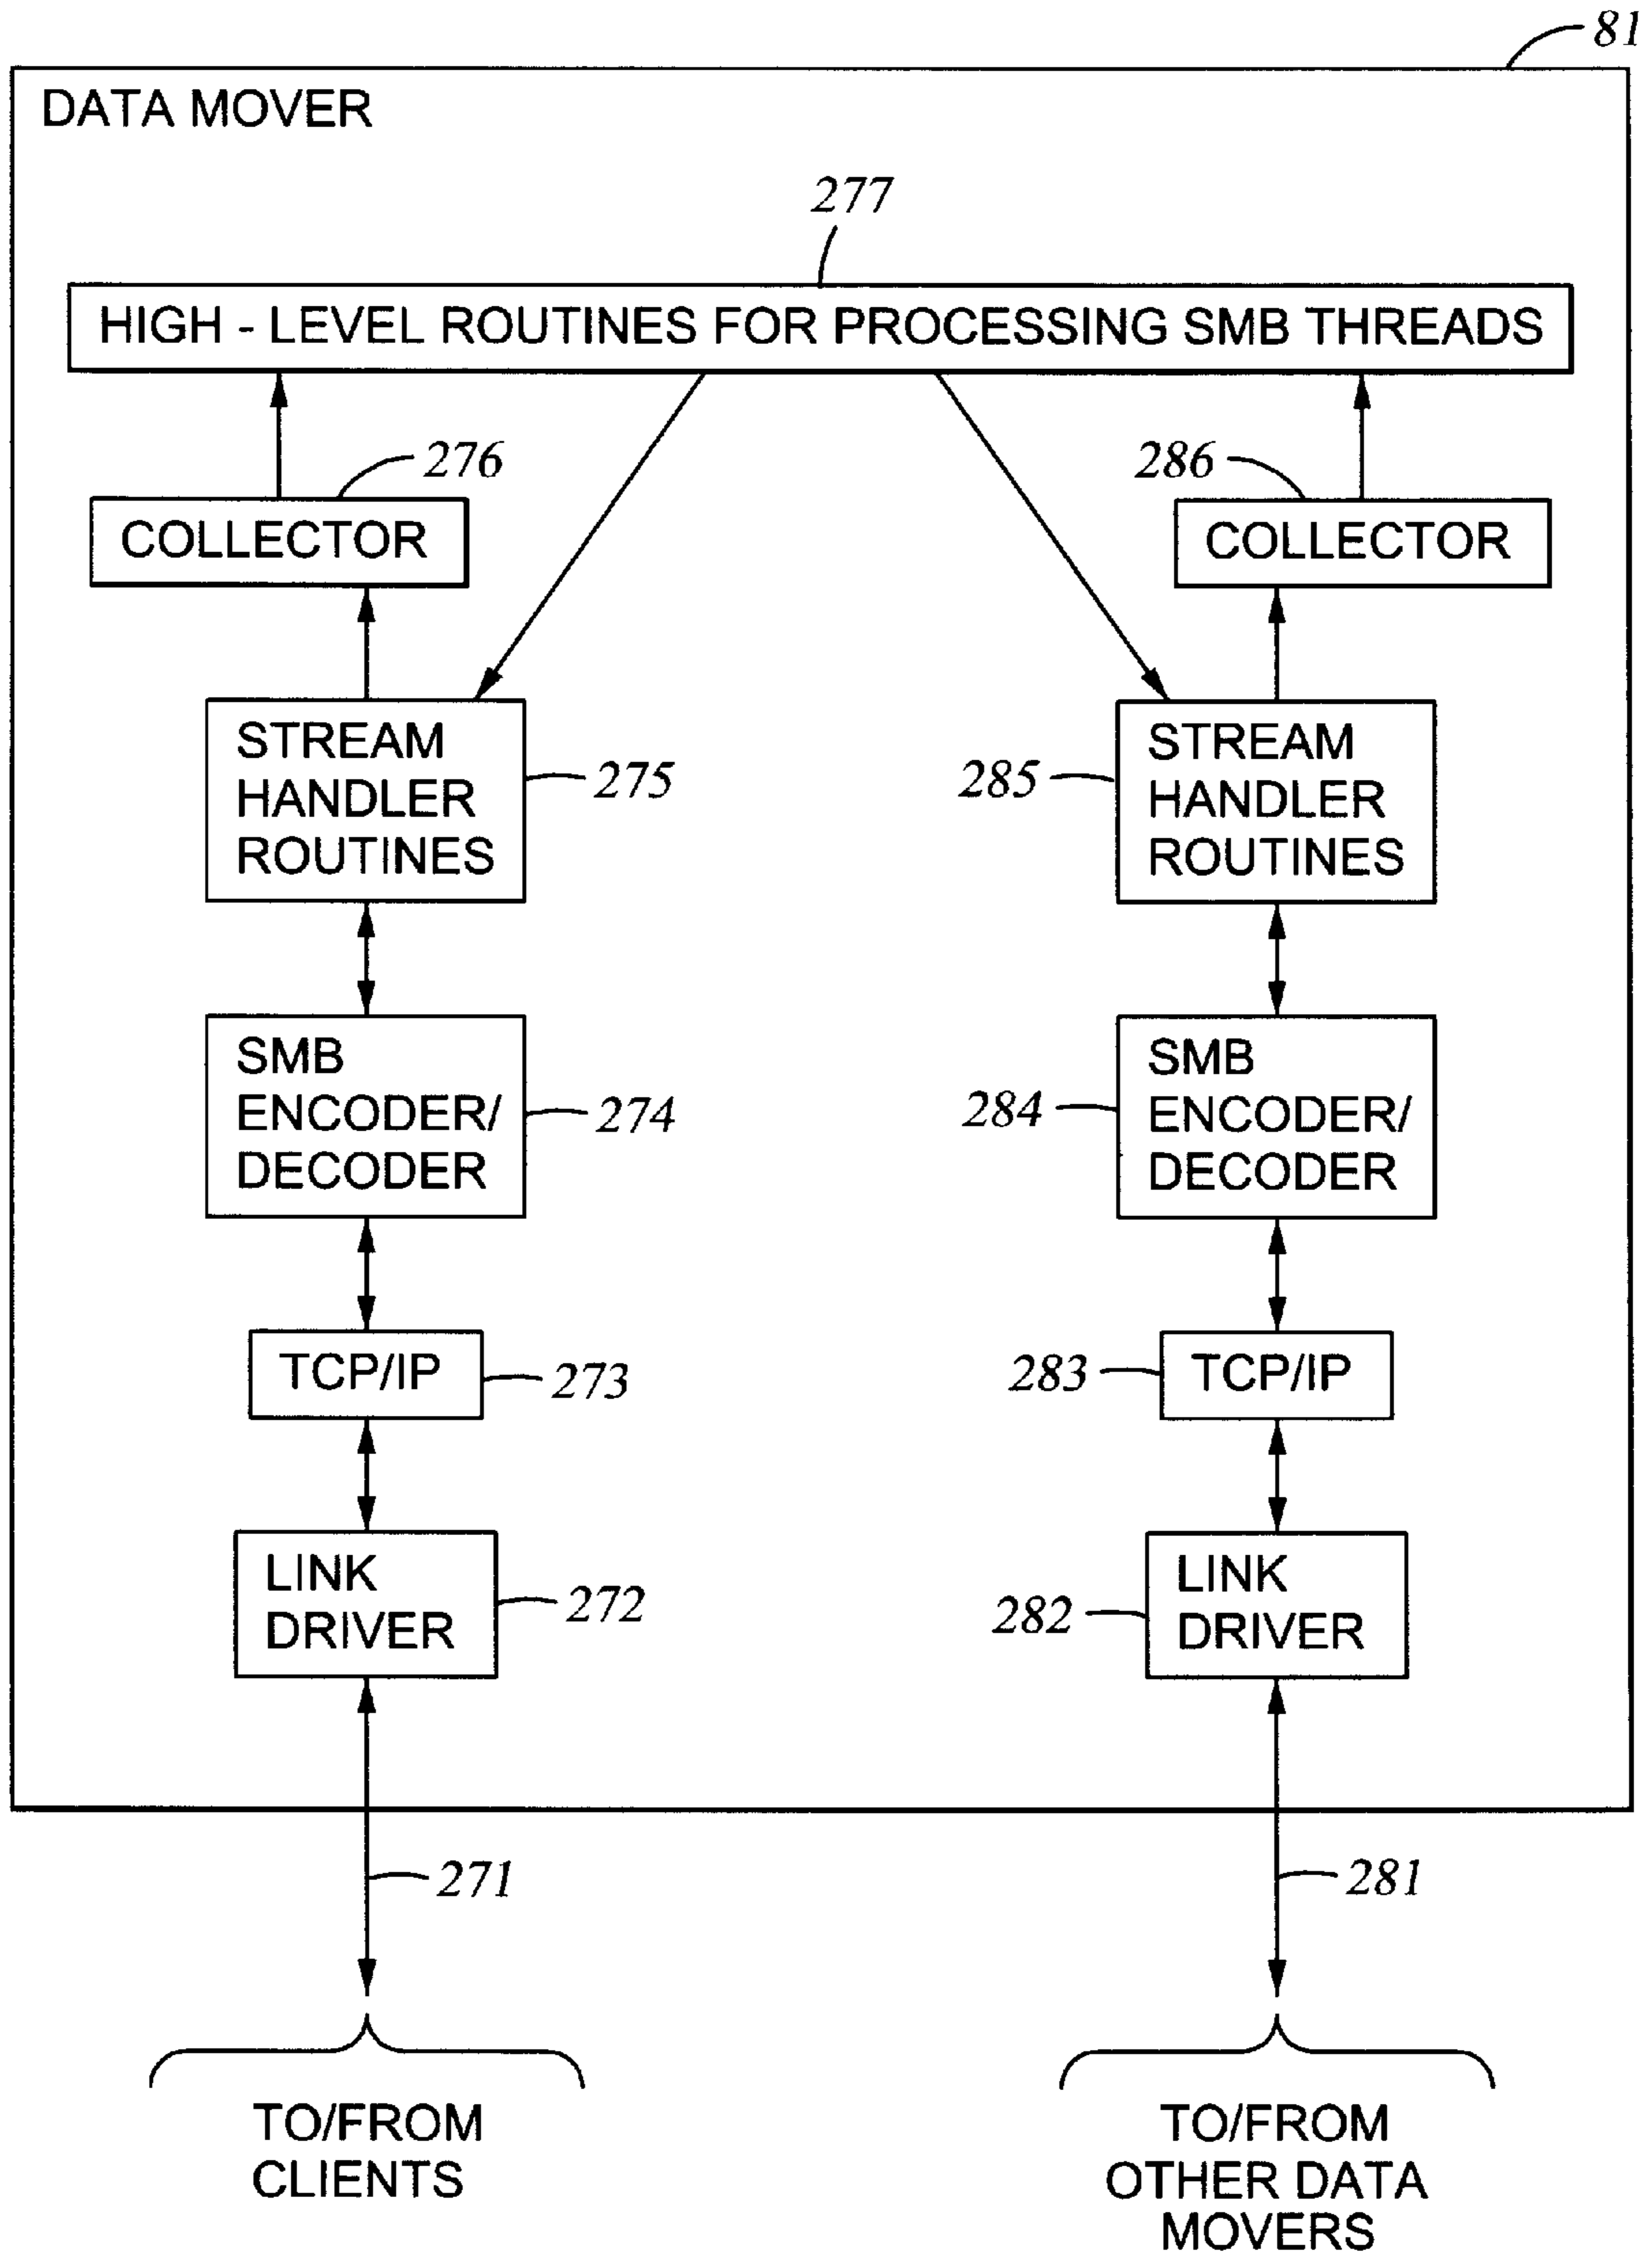 81
DATA MOVER
277
HIGH - LEVEL ROUTINES FOR PROCESSING SMB THREADS
276
COLLECTOR
286
COLLECTOR
STREAM
HANDLER
ROUTINES
275
285
STREAM
HANDLER
ROUTINES
SMB
ENCODER/
DECODER
274
284
SMB
ENCODER/
DECODER
TCP/IP
273
283
TCP/IP
LINK
DRIVER
272
282
LINK
DRIVER
271
281
TO/FROM
CLIENTS
TO/FROM
OTHER DATA
MOVERS